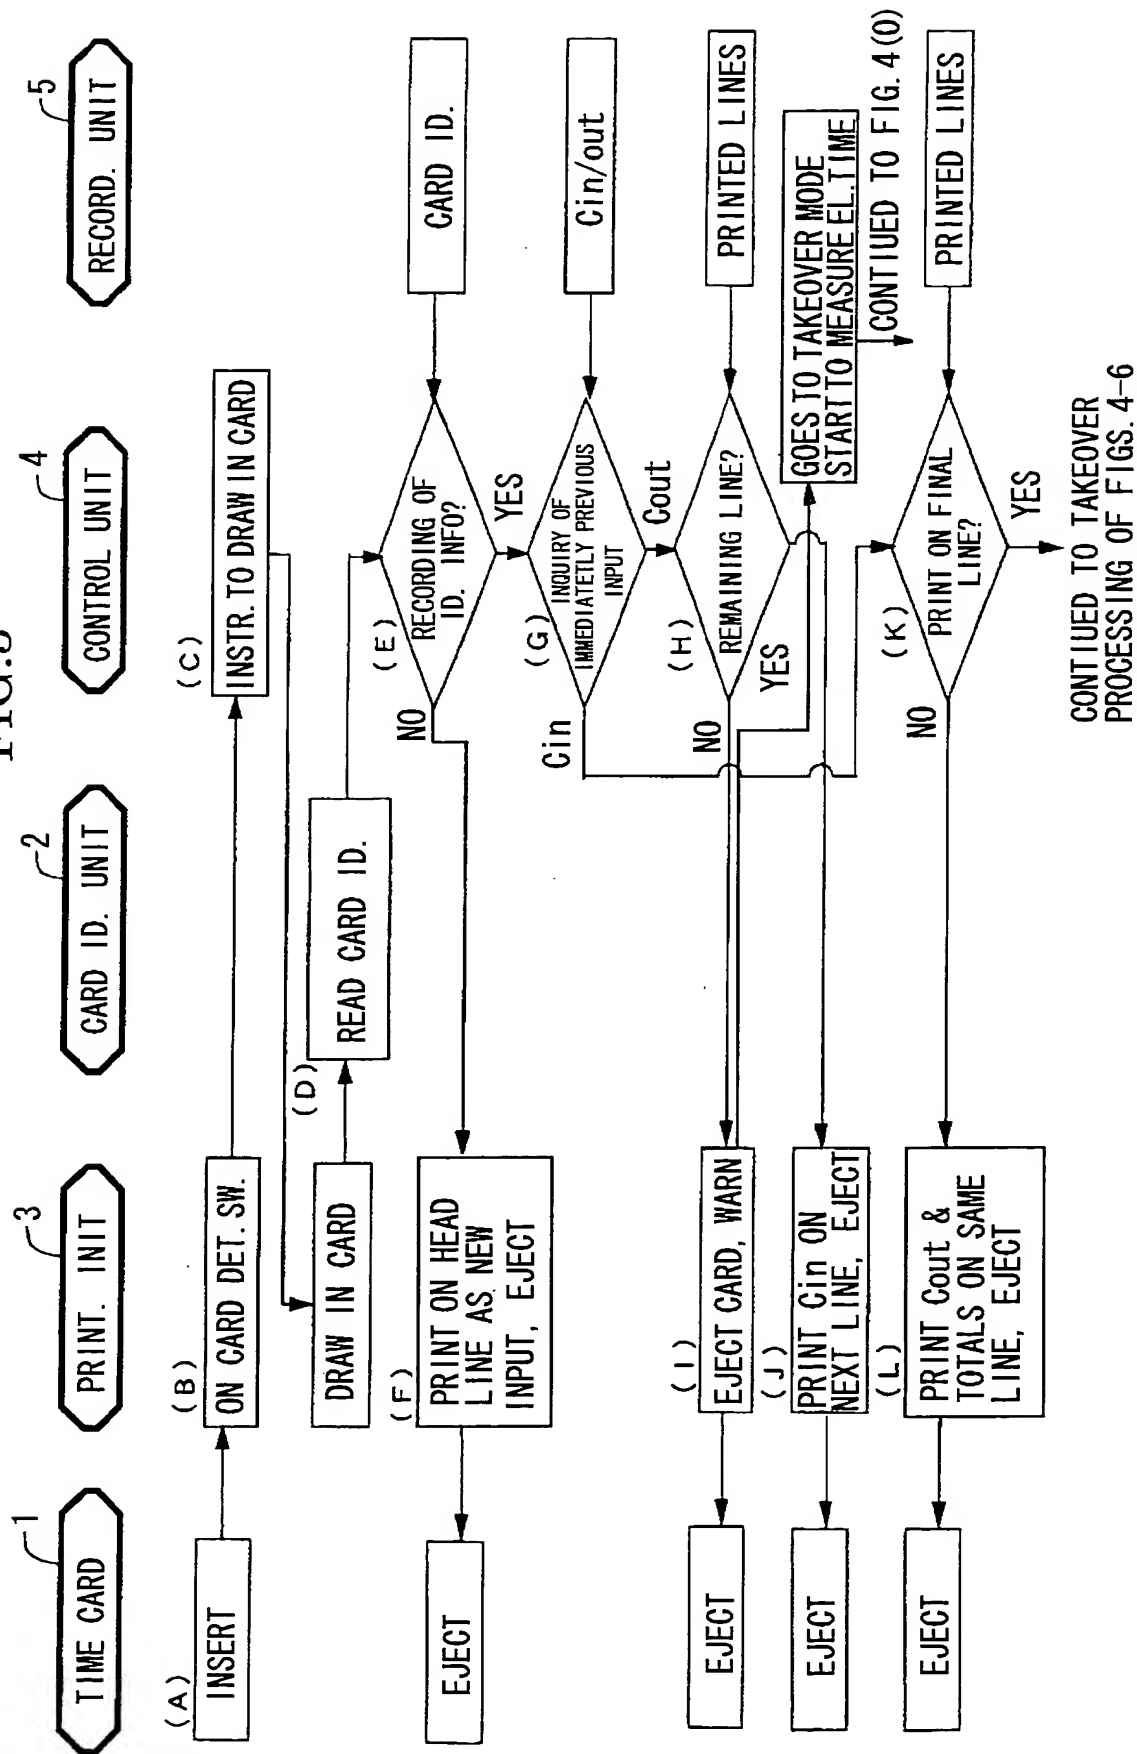 FIG.3
1
TIME CARD
3
PRINT. INIT
2
CARD ID. UNIT
4
CONTROL UNIT
5
RECORD. UNIT
(A)
INSERT
(B)
ON CARD DET. SW.
(C)
INSTR. TO DRAW IN CARD
DRAW IN CARD
(D)
READ CARD ID.
(E)
RECORDING OF
ID. INFO?
CARD ID.
NO
YES
(F)
PRINT ON HEAD
LINE AS NEW
INPUT, EJECT
EJECT
(G)
INQUIRY OF
IMMEDIATETLY PREVIOUS
INPUT
Cin/out
Cin
Cout
(H)
REMAINING LINE?
PRINTED LINES
NO
YES
(I)
EJECT CARD, WARN
EJECT
GOES TO TAKEOVER MODE
START TO MEASURE EL. TIME
CONTIUED TO FIG. 4(O)
(J)
PRINT Cin ON
NEXT LINE, EJECT
EJECT
(K)
PRINT ON FINAL
LINE?
PRINTED LINES
NO
YES
(L)
PRINT Cout &
TOTALS ON SAME
LINE, EJECT
EJECT
CONTIUED TO TAKEOVER
PROCESSING OF FIGS. 4-6